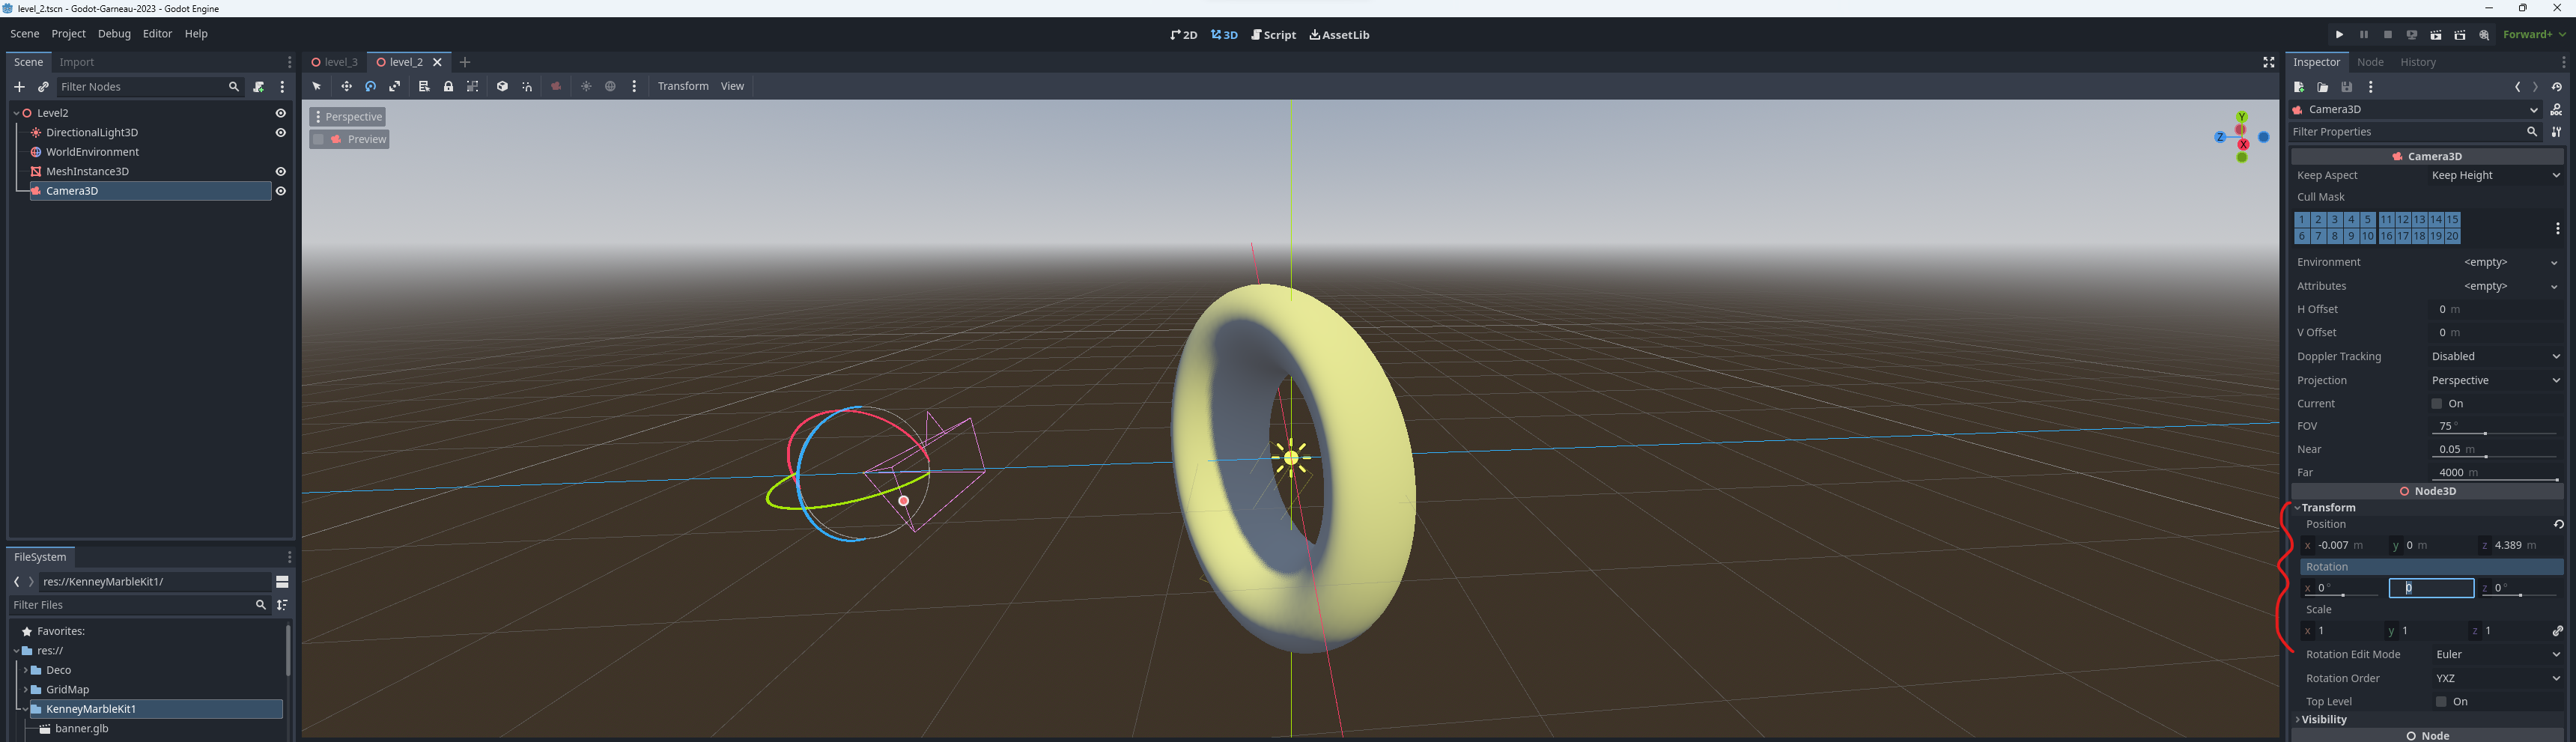 level_2.tscn - Godot-Garneau-2023 - Godot Engine
Scene Project Debug Editor Help
2D 3D Script AssetLib
Forward+
Scene Import
Filter Nodes
Level2
DirectionalLight3D
WorldEnvironment
MeshInstance3D
Camera3D
FileSystem
res://KenneyMarbleKit1/
Filter Files
Favorites:
res://
Deco
GridMap
KenneyMarbleKit1
banner.glb
level_3 level_2
Transform View
Perspective
Preview
Y
Z
X
Inspector Node History
Camera3D
DOC
Filter Properties
Camera3D
Keep Aspect Keep Height
Cull Mask
1 2 3 4 5 11 12 13 14 15
6 7 8 9 10 16 17 18 19 20
Environment <empty>
Attributes <empty>
H Offset 0 m
V Offset 0 m
Doppler Tracking Disabled
Projection Perspective
Current On
FOV 75 °
Near 0.05 m
Far 4000 m
Node3D
Transform
Position
x -0.007 m y 0 m z 4.389 m
Rotation
x 0 ° 0 z 0 °
Scale
x 1 y 1 z 1
Rotation Edit Mode Euler
Rotation Order YXZ
Top Level On
Visibility
Node